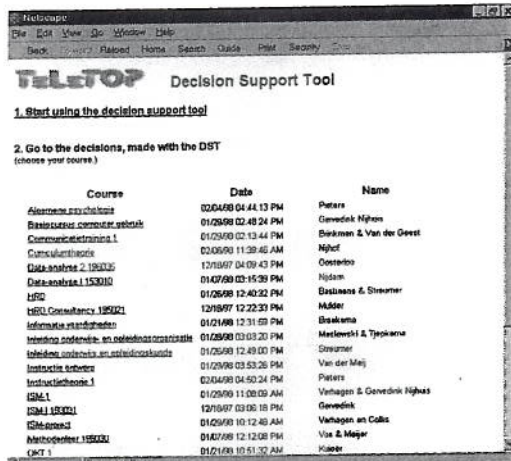 Netscape
File Edit View Go Window Help
Back Forward Reload Home Search Guide Print Security
TeleTOP Decision Support Tool
1. Start using the decision support tool
2. Go to the decisions, made with the DST
(choose your course.)
Course Date Name
Algemene psychologie 02/04/98 04:44:13 PM Pieters
Basiscursus computer gebruik 01/29/98 02:48:24 PM Gervedink Nijhuis
Communicatietraining 1 01/29/98 02:13:44 PM Brinkman & Van der Geest
Curriculumtheorie 02/06/98 11:39:46 AM Nijhof
Data-analyse 2 195035 12/18/97 04:09:43 PM Oosterloo
Data-analyse I 153010 01/07/98 03:15:39 PM Nijdam
HRD 01/26/98 12:40:32 PM Bastiaens & Streumer
HRD Consultancy 195021 12/18/97 12:22:33 PM Mulder
Informatie vaardigheden 01/21/98 12:31:59 PM Breekema
Inleiding onderwijs- en opleidingsorganisatie 01/26/98 03:03:20 PM Maslowski & Tjepkema
Inleiding onderwijs- en opleidingskunde 01/26/98 12:49:00 PM Streumer
Instructie ontwerp 01/29/98 03:53:26 PM Van der Meij
Instructietheorie 1 02/04/98 04:50:24 PM Pieters
ISM-1 01/29/98 11:08:09 AM Verhagen & Gervedink Nijhuis
ISM-1 193031 12/18/97 03:06:18 PM Gervedink
ISM-project 01/29/98 10:12:48 AM Verhagen en Collis
Methodenleer 195030 01/07/98 12:12:08 PM Vos & Meijer
OKT 1 01/21/98 10:51:32 AM Kuiper